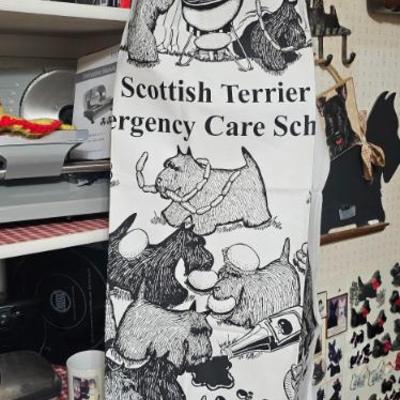 Scottish Terrier
ergency Care Sch